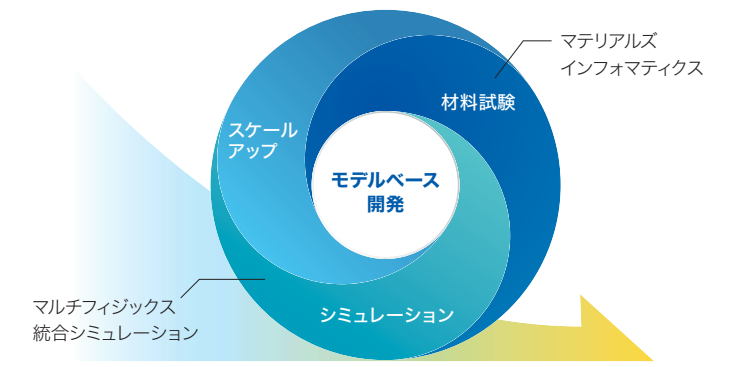 マテリアルズ
インフォマティクス
材料試験
スケール
アップ
モデルベース
開発
マルチフィジックス
統合シミュレーション
シミュレーション